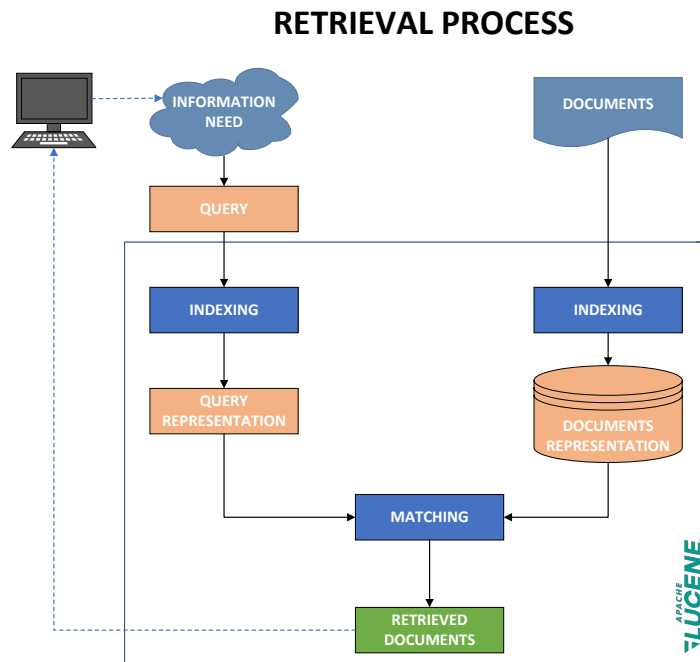 RETRIEVAL PROCESS
INFORMATION
NEED
DOCUMENTS
QUERY
INDEXING
INDEXING
QUERY
REPRESENTATION
DOCUMENTS
REPRESENTATION
MATCHING
RETRIEVED
DOCUMENTS
APACHE
LUCENE